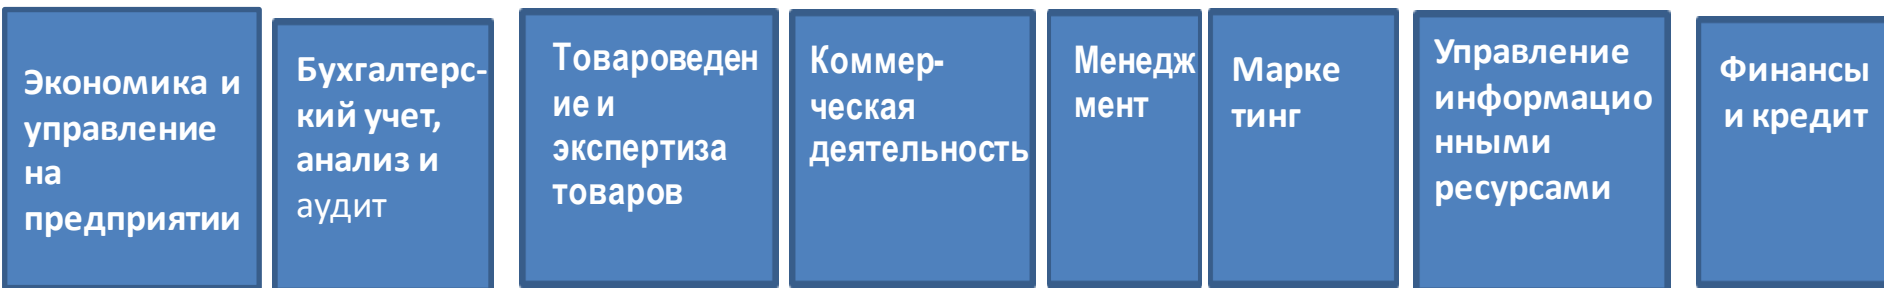 Экономика и
управление
на
предприятии
Бухгалтерс-
кий учет,
анализ и
аудит
Товароведен
ие и
экспертиза
товаров
Коммер-
ческая
деятельность
Менедж
мент
Марке
тинг
Управление
информацио
нными
ресурсами
Финансы
и кредит